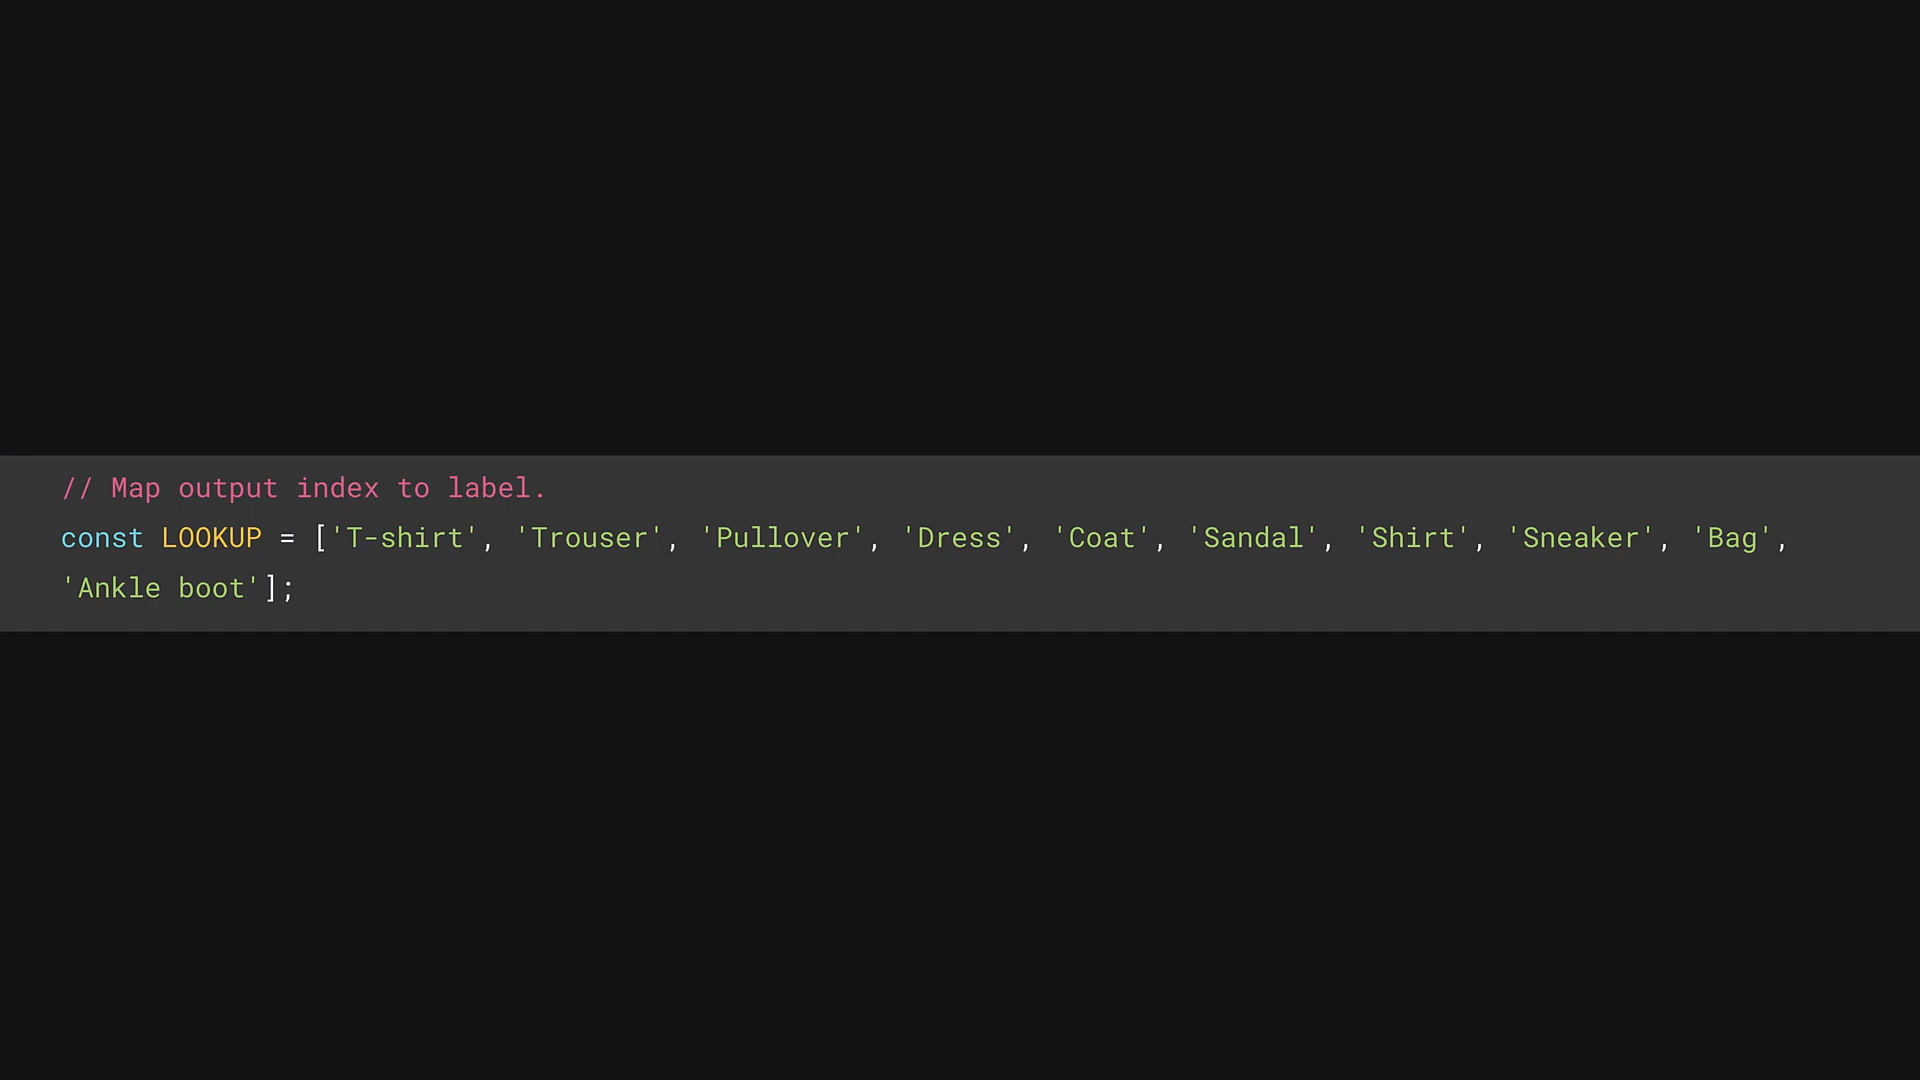 // Map output index to label.
const LOOKUP = ['T-shirt', 'Trouser', 'Pullover', 'Dress', 'Coat', 'Sandal', 'Shirt', 'Sneaker', 'Bag',
'Ankle boot'];